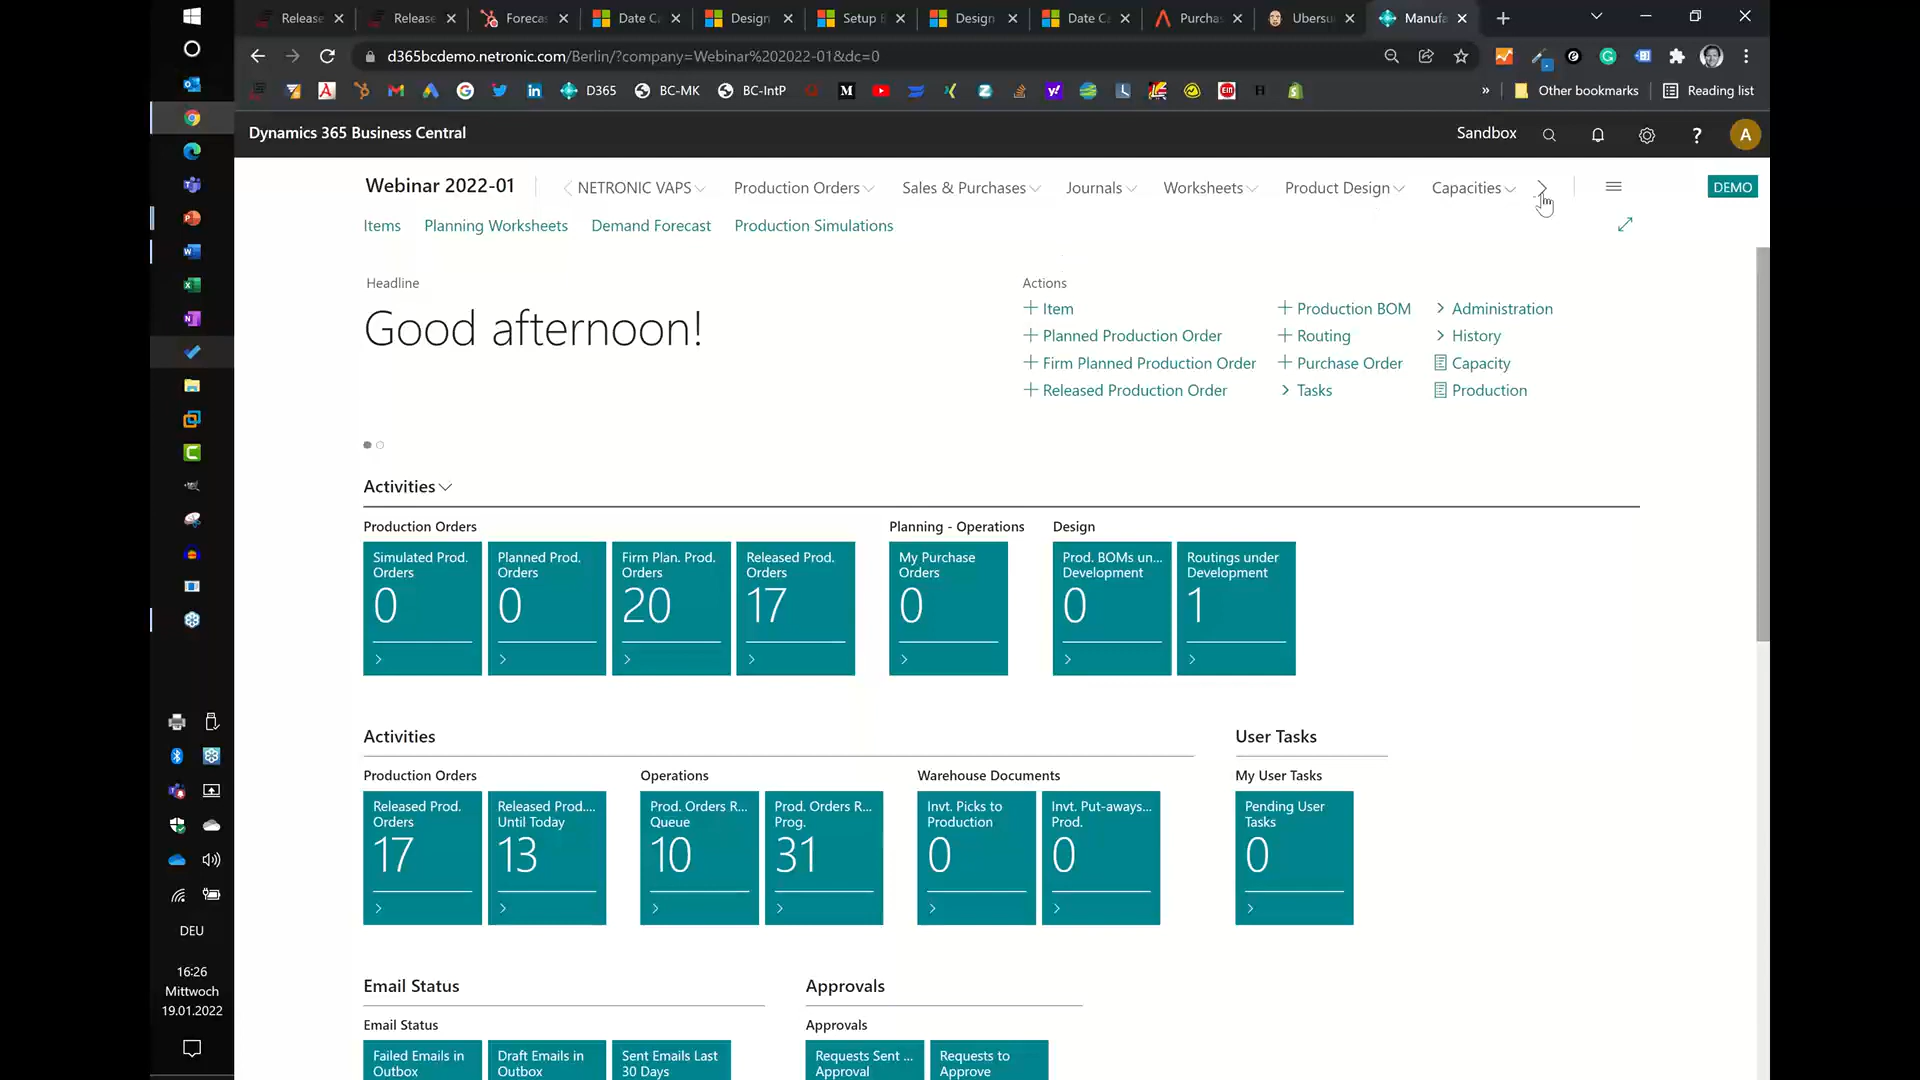 Release
Release
Foreca
Date C
Design
Setup
Design
Date C
Purcha
Ubersu
Manufa
d365bcdemo.netronic.com/Berlin/?company=Webinar%202022-01&dc=0
D365
BC-MK
BC-IntP
Other bookmarks
Reading list
Dynamics 365 Business Central
Sandbox
A
Webinar 2022-01
NETRONIC VAPS
Production Orders
Sales & Purchases
Journals
Worksheets
Product Design
Capacities
DEMO
Items
Planning Worksheets
Demand Forecast
Production Simulations
Headline
Good afternoon!
Actions
Item
Planned Production Order
Firm Planned Production Order
Released Production Order
Production BOM
Routing
Purchase Order
Tasks
Administration
History
Capacity
Production
Activities
Production Orders
Planning - Operations
Design
Simulated Prod.
Orders
0
Planned Prod.
Orders
0
Firm Plan. Prod.
Orders
20
Released Prod.
Orders
17
My Purchase
Orders
0
Prod. BOMs un...
Development
0
Routings under
Development
1
Activities
User Tasks
Production Orders
Operations
Warehouse Documents
My User Tasks
Released Prod.
Orders
17
Released Prod....
Until Today
13
Prod. Orders R...
Queue
10
Prod. Orders R...
Prog.
31
Invt. Picks to
Production
0
Invt. Put-aways...
Prod.
0
Pending User
Tasks
0
Email Status
Approvals
Email Status
Approvals
Failed Emails in
Outbox
Draft Emails in
Outbox
Sent Emails Last
30 Days
Requests Sent ...
Approval
Requests to
Approve
DEU
16:26
Mittwoch
19.01.2022